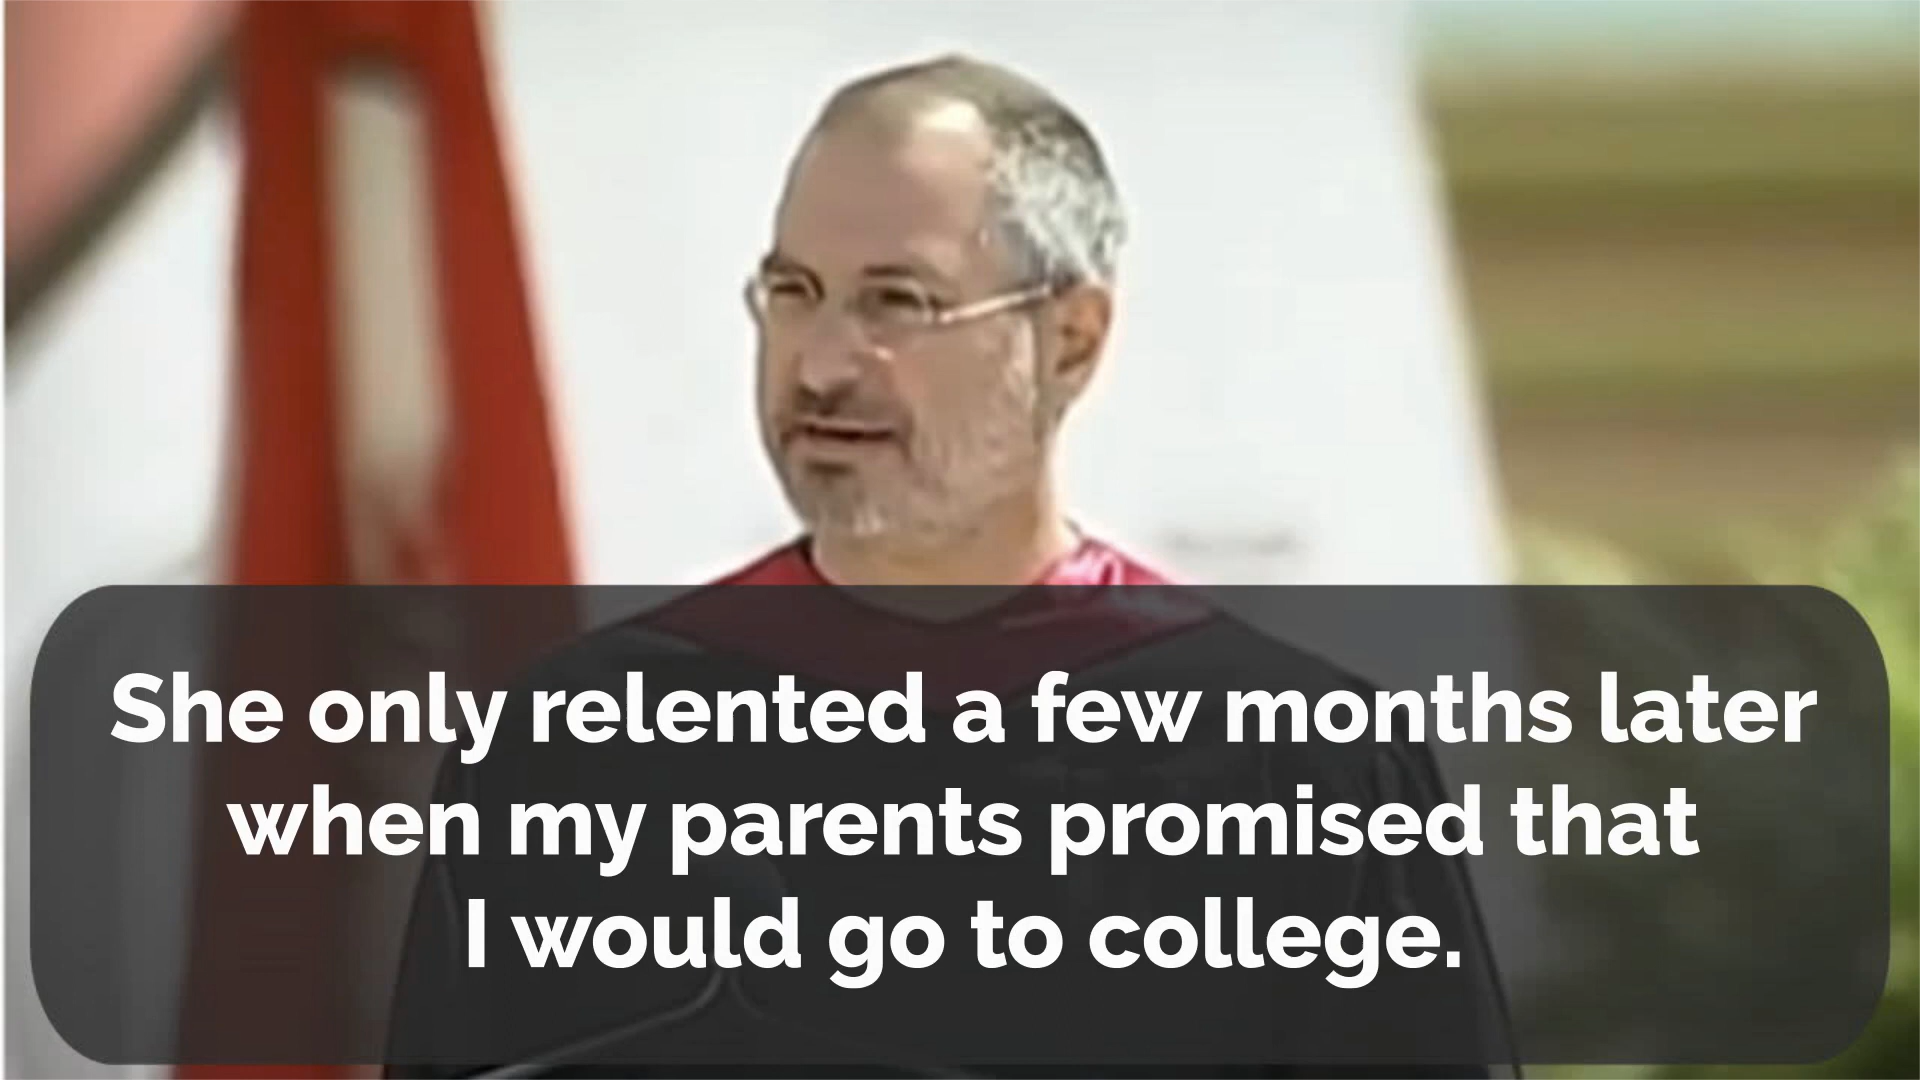 She only relented a few months later
when my parents promised that
I would go to college.